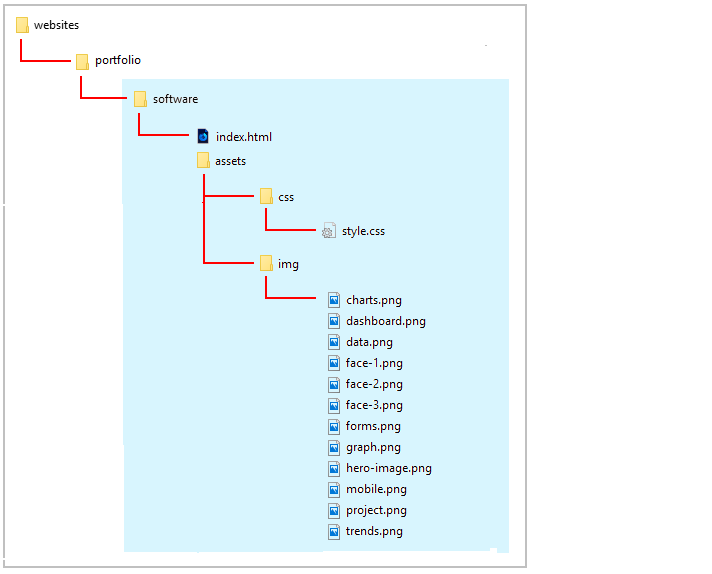 websites
portfolio
software
index.html
assets
css
style.css
img
charts.png
dashboard.png
data.png
face-1.png
face-2.png
face-3.png
forms.png
graph.png
hero-image.png
mobile.png
project.png
trends.png